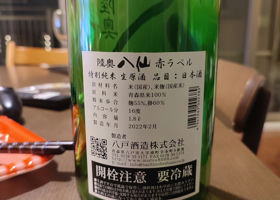 陸奥
陸奥 八仙 赤ラベル
特別純米 生原酒 品目:日本酒
原材料名 米(国産)、米麹(国産米)
原料米 青森県産米100%
精米歩合 麹55%、掛60%
アルコール分 16度
内容量 1.8ℓ
製造年月 2022年2月
製造者
八戸酒造株式会社
開栓注意 要冷蔵